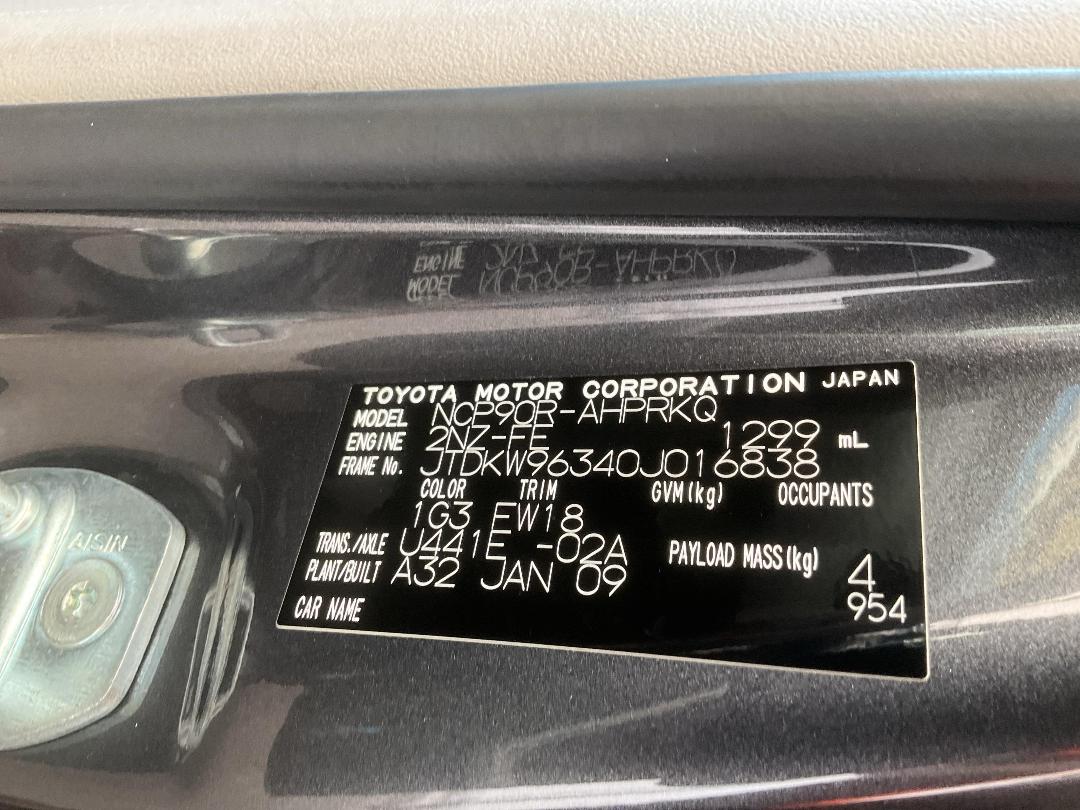 TOYOTA MOTOR CORPORATION JAPAN
MODEL NCP90R-AHPRKQ
ENGINE 2NZ-FE 1299 mL
FRAME No. JTDKW96340J016838
COLOR TRIM GVM(kg) OCCUPANTS
1G3 EW18
TRANS./AXLE U441E -02A PAYLOAD MASS(kg) 4
PLANT/BUILT A32 JAN 09 954
CAR NAME
AISIN